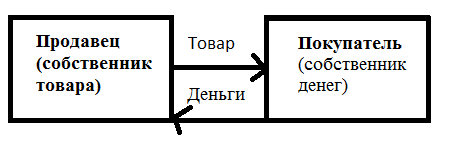 Продавец
(собственник
товара)
Товар
Деньги
Покупатель
(собственник
денег)